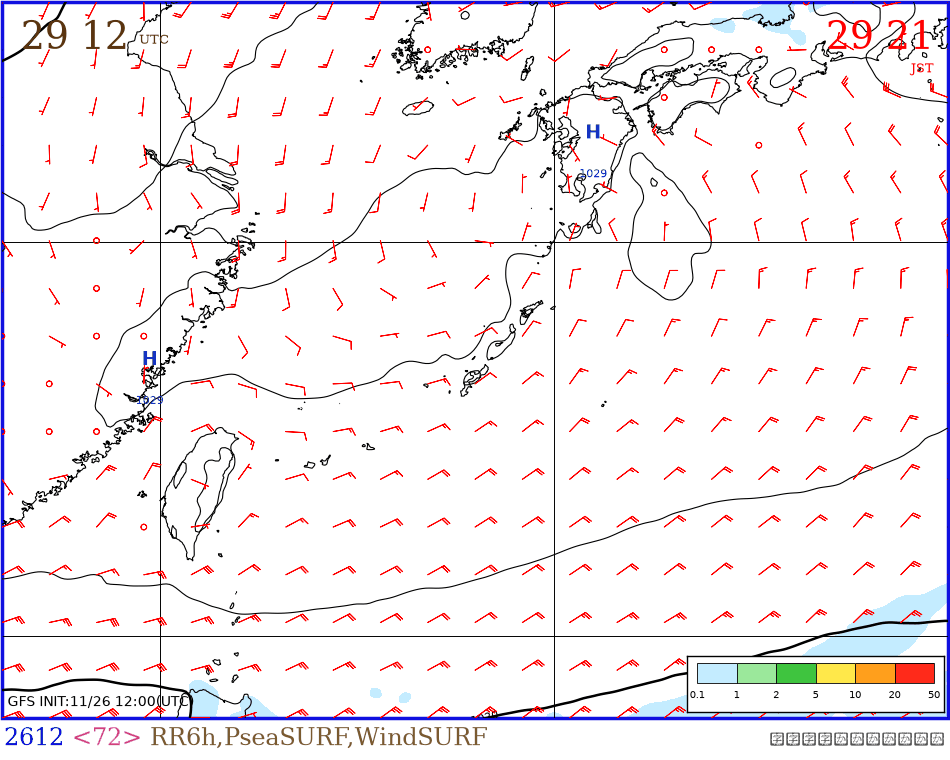 29 12 UTC
29 21 JST
H
1029
H
1029
0.1 1 2 5 10 20 50
GFS INIT:11/26 12:00(UTC)
2612 <72> RR6h,PseaSURF,WindSURF